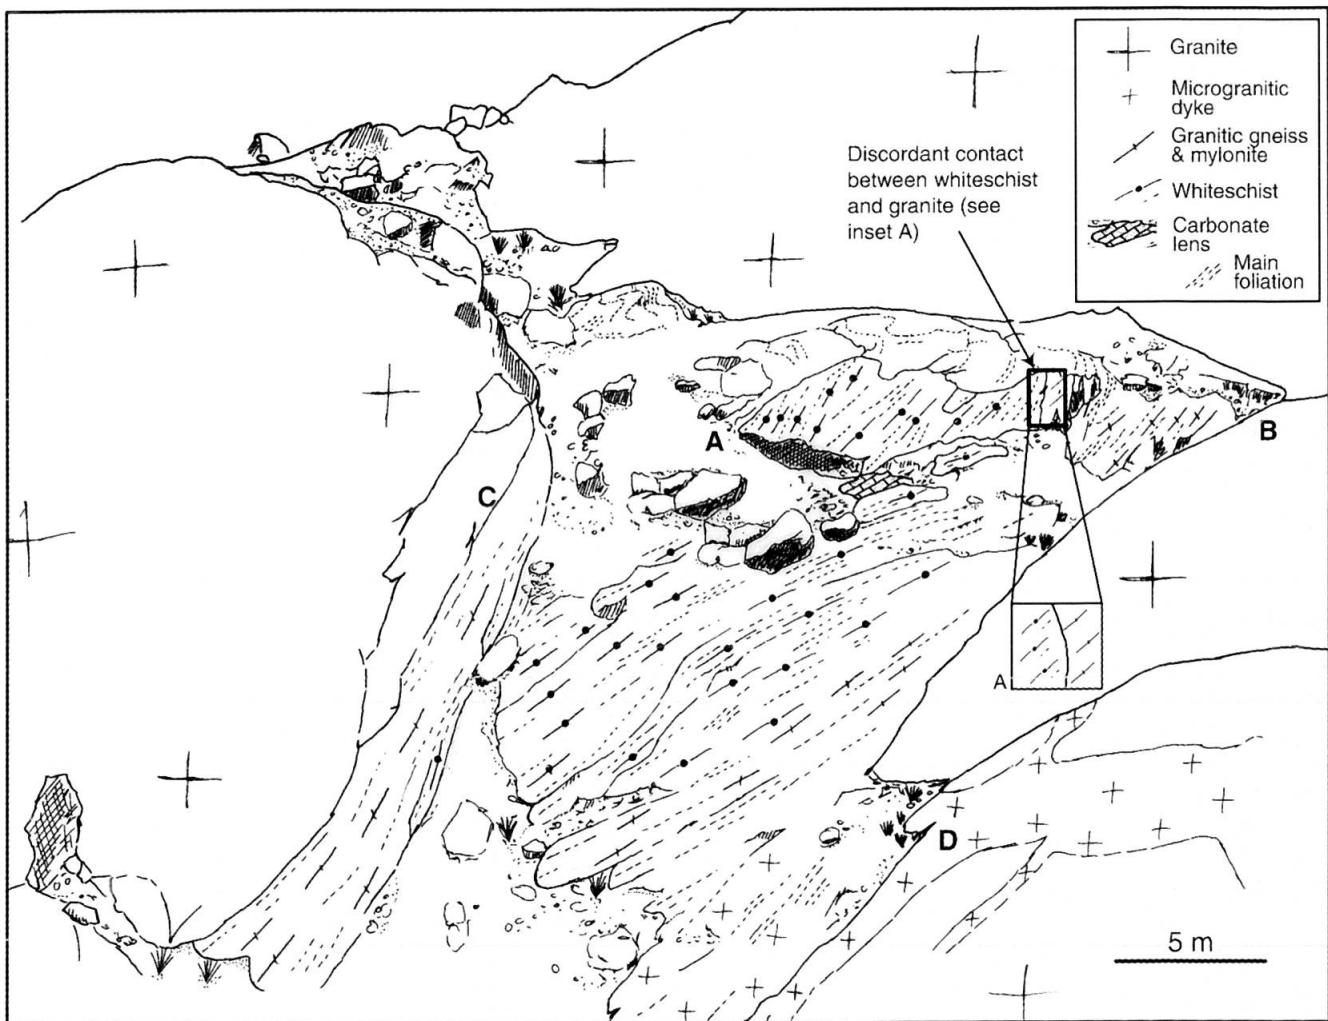 Granite
Microgranitic
dyke
Granitic gneiss
& mylonite
Whiteschist
Carbonate
lens
Main
foliation
Discordant contact
between whiteschist
and granite (see
inset A)
A
B
C
A
D
5 m